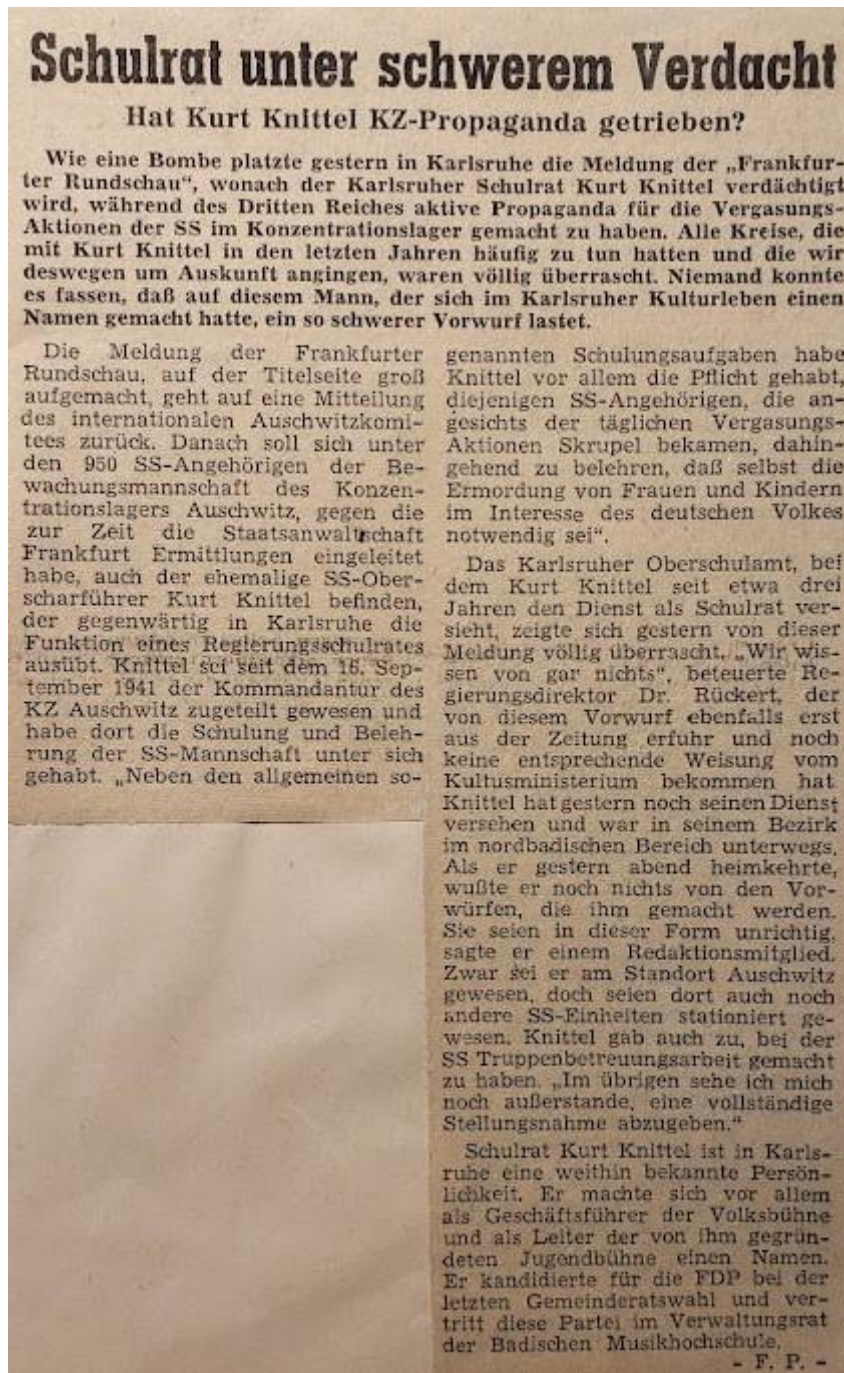 Schulrat unter schwerem Verdacht
Hat Kurt Knittel KZ-Propaganda getrieben?
Wie eine Bombe platzte gestern in Karlsruhe die Meldung der „Frankfur-
ter Rundschau“, wonach der Karlsruher Schulrat Kurt Knittel verdächtigt
wird, während des Dritten Reiches aktive Propaganda für die Vergasungs-
Aktionen der SS im Konzentrationslager gemacht zu haben. Alle Kreise, die
mit Kurt Knittel in den letzten Jahren häufig zu tun hatten und die wir
deswegen um Auskunft angingen, waren völlig überrascht. Niemand konnte
es fassen, daß auf diesem Mann, der sich im Karlsruher Kulturleben einen
Namen gemacht hatte, ein so schwerer Vorwurf lastet.
Die Meldung der Frankfurter
Rundschau, auf der Titelseite groß
aufgemacht, geht auf eine Mitteilung
des internationalen Auschwitzkomi-
tees zurück. Danach soll sich unter
den 950 SS-Angehörigen der Be-
wachungsmannschaft des Konzen-
trationslagers Auschwitz, gegen die
zur Zeit die Staatsanwaltschaft
Frankfurt Ermittlungen eingeleitet
habe, auch der ehemalige SS-Ober-
scharführer Kurt Knittel befinden,
der gegenwärtig in Karlsruhe die
Funktion eines Regierungsschulrates
ausübt. Knittel sei seit dem 15. Sep-
tember 1941 der Kommandantur des
KZ Auschwitz zugeteilt gewesen und
habe dort die Schulung und Beleh-
rung der SS-Mannschaft unter sich
gehabt. „Neben den allgemeinen so-
genannten Schulungsaufgaben habe
Knittel vor allem die Pflicht gehabt,
diejenigen SS-Angehörigen, die an-
gesichts der täglichen Vergasungs-
Aktionen Skrupel bekamen, dahin-
gehend zu belehren, daß selbst die
Ermordung von Frauen und Kindern
im Interesse des deutschen Volkes
notwendig sei“.
Das Karlsruher Oberschulamt, bei
dem Kurt Knittel seit etwa drei
Jahren den Dienst als Schulrat ver-
sieht, zeigte sich gestern von dieser
Meldung völlig überrascht. „Wir wis-
sen von gar nichts“, beteuerte Re-
gierungsdirektor Dr. Rückert, der
von diesem Vorwurf ebenfalls erst
aus der Zeitung erfuhr und noch
keine entsprechende Weisung vom
Kultusministerium bekommen hat.
Knittel hat gestern noch seinen Dienst
versehen und war in seinem Bezirk
im nordbadischen Bereich unterwegs.
Als er gestern abend heimkehrte,
wußte er noch nichts von den Vor-
würfen, die ihm gemacht werden.
Sie seien in dieser Form unrichtig,
sagte er einem Redaktionsmitglied.
Zwar sei er am Standort Auschwitz
gewesen, doch seien dort auch noch
andere SS-Einheiten stationiert ge-
wesen. Knittel gab auch zu, bei der
SS Truppenbetreuungsarbeit gemacht
zu haben. „Im übrigen sehe ich mich
noch außerstande, eine vollständige
Stellungsnahme abzugeben.“
Schulrat Kurt Knittel ist in Karls-
ruhe eine weithin bekannte Persön-
lichkeit. Er machte sich vor allem
als Geschäftsführer der Volksbühne
und als Leiter der von ihm gegrün-
deten Jugendbühne einen Namen.
Er kandidierte für die FDP bei der
letzten Gemeinderatswahl und ver-
tritt diese Partei im Verwaltungsrat
der Badischen Musikhochschule.
- F. P. -